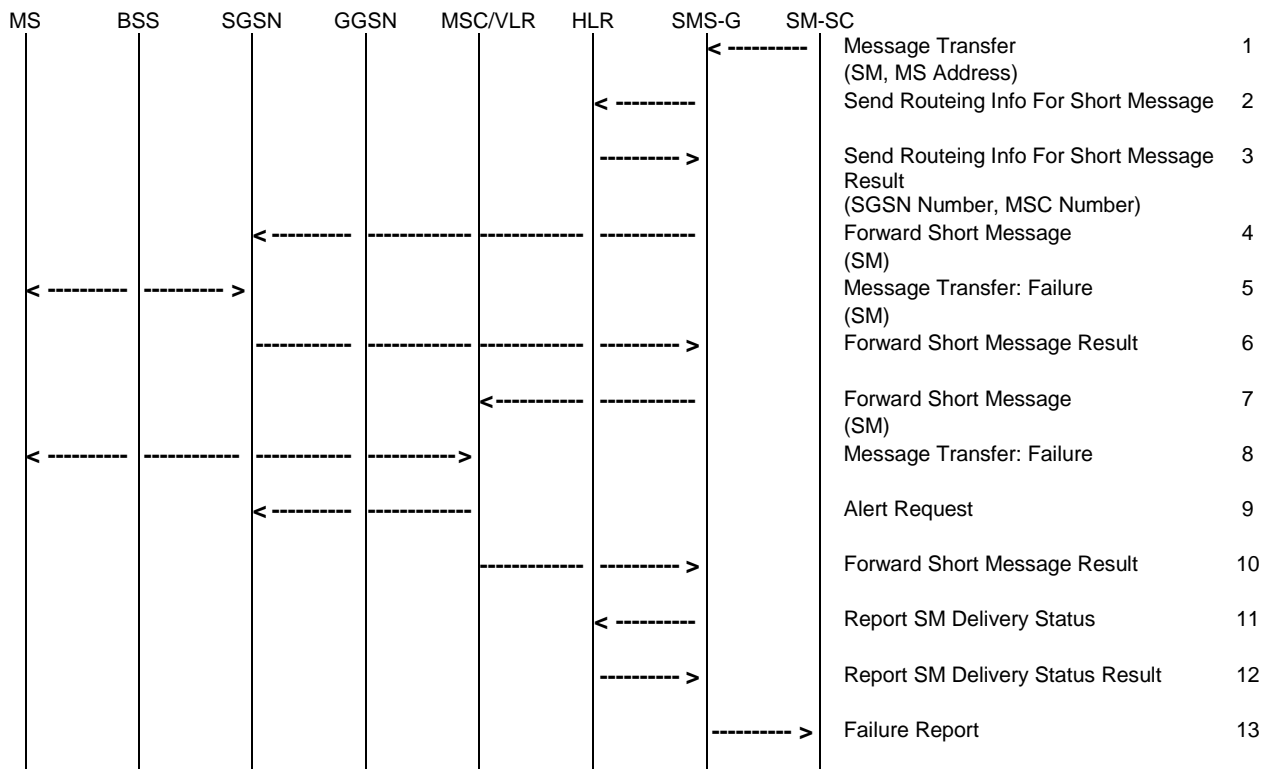 MS BSS SGSN GGSN MSC/VLR HLR SMS-G SM-SC
Message Transfer 1
(SM, MS Address)
Send Routeing Info For Short Message 2
Send Routeing Info For Short Message 3
Result
(SGSN Number, MSC Number)
Forward Short Message 4
(SM)
Message Transfer: Failure 5
(SM)
Forward Short Message Result 6
Forward Short Message 7
(SM)
Message Transfer: Failure 8
Alert Request 9
Forward Short Message Result 10
Report SM Delivery Status 11
Report SM Delivery Status Result 12
Failure Report 13